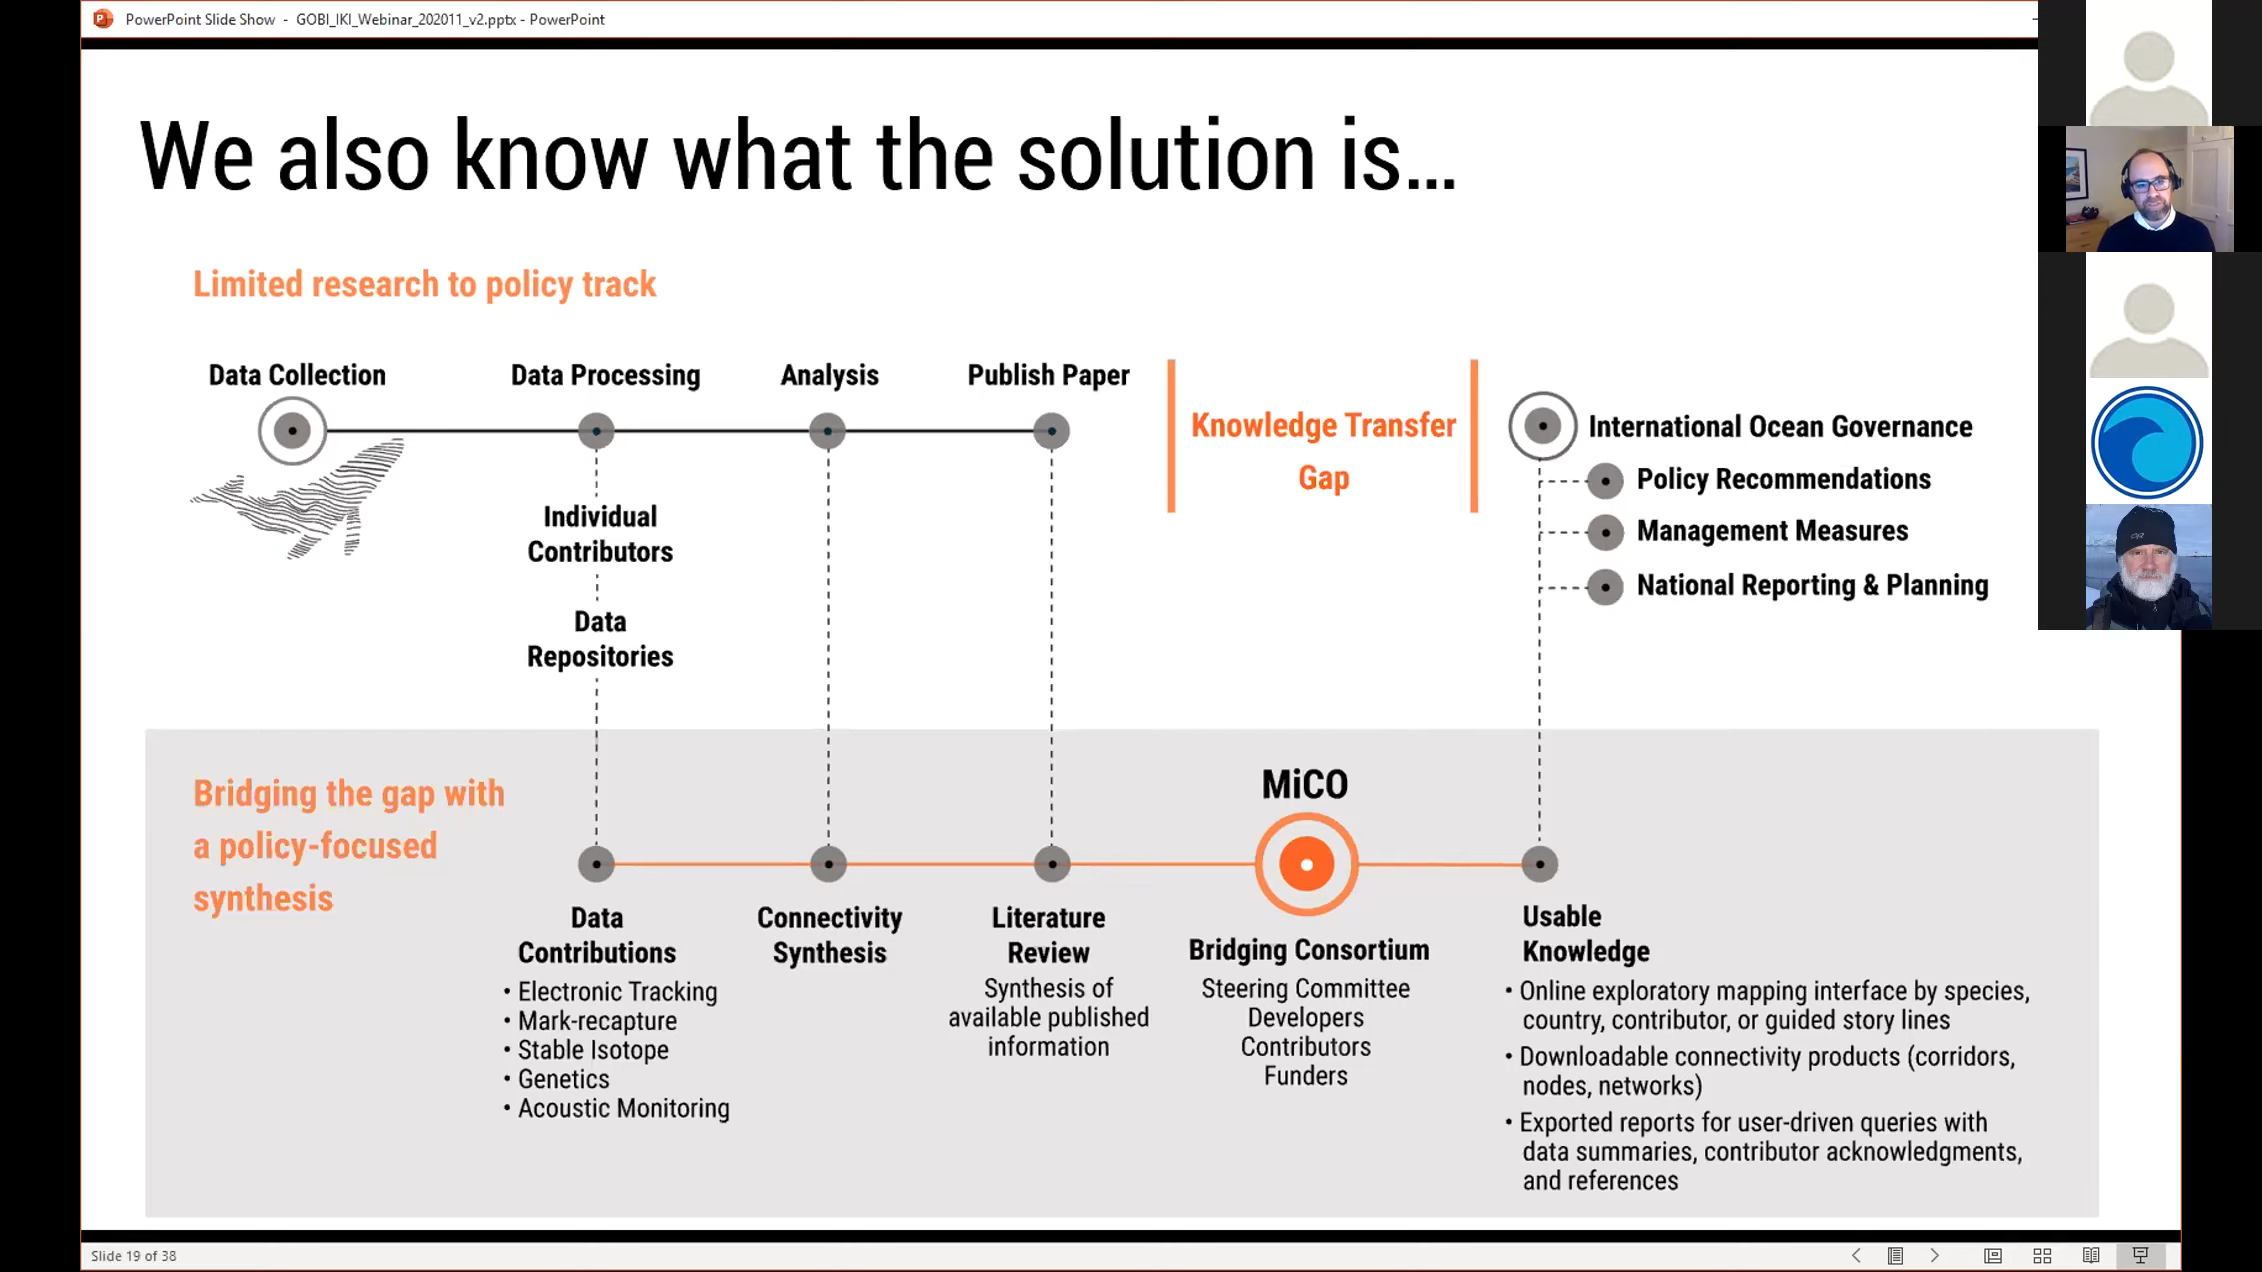 PowerPoint Slide Show - GOBI_IKI_Webinar_202011_v2.pptx - PowerPoint
We also know what the solution is...
Limited research to policy track
Data Collection
Data Processing
Analysis
Publish Paper
Knowledge Transfer
Gap
International Ocean Governance
Policy Recommendations
Management Measures
National Reporting & Planning
Individual
Contributors
Data
Repositories
Bridging the gap with
a policy-focused
synthesis
MiCO
Data
Contributions
• Electronic Tracking
• Mark-recapture
• Stable Isotope
• Genetics
• Acoustic Monitoring
Connectivity
Synthesis
Literature
Review
Synthesis of
available published
information
Bridging Consortium
Steering Committee
Developers
Contributors
Funders
Usable
Knowledge
• Online exploratory mapping interface by species,
country, contributor, or guided story lines
• Downloadable connectivity products (corridors,
nodes, networks)
• Exported reports for user-driven queries with
data summaries, contributor acknowledgments,
and references
Slide 19 of 38